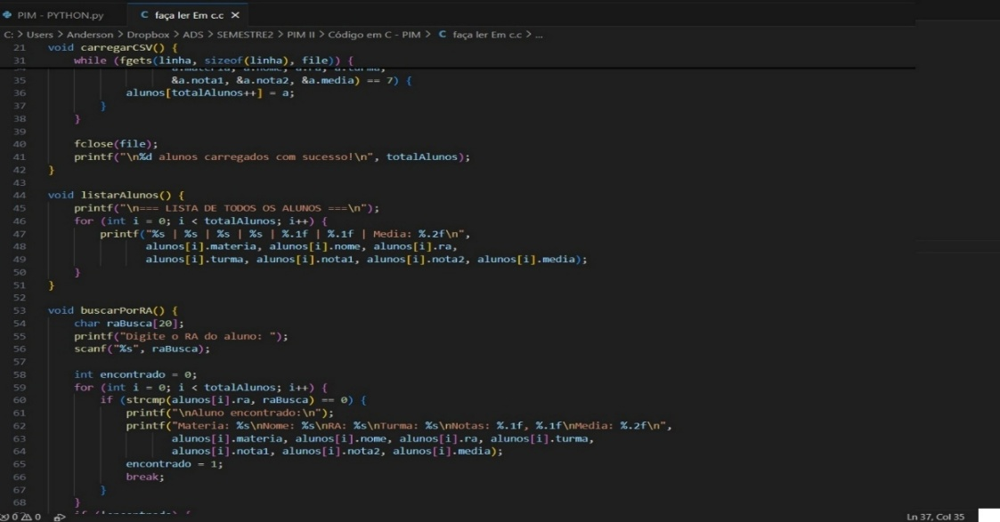 PIM - PYTHON.py    C faça ler Em c.c ×
C: > Users > Anderson > Dropbox > ADS > SEMESTRE2 > PIM II > Código em C - PIM > C faça ler Em c.c > ...
21 void carregarCSV() {
31 while (fgets(linha, sizeof(linha), file)) {
34 a.materia, a.nome, a.ra, a.turma,
35 &a.nota1, &a.nota2, &a.media) == 7) {
36 alunos[totalAlunos++] = a;
37 }
38 }
39
40 fclose(file);
41 printf("\n%d alunos carregados com sucesso!\n", totalAlunos);
42 }
43
44 void listarAlunos() {
45 printf("\n=== LISTA DE TODOS OS ALUNOS ===\n");
46 for (int i = 0; i < totalAlunos; i++) {
47 printf("%s | %s | %s | %s | %.1f | %.1f | Media: %.2f\n",
48 alunos[i].materia, alunos[i].nome, alunos[i].ra,
49 alunos[i].turma, alunos[i].nota1, alunos[i].nota2, alunos[i].media);
50 }
51 }
52
53 void buscarPorRA() {
54 char raBusca[20];
55 printf("Digite o RA do aluno: ");
56 scanf("%s", raBusca);
57
58 int encontrado = 0;
59 for (int i = 0; i < totalAlunos; i++) {
60 if (strcmp(alunos[i].ra, raBusca) == 0) {
61 printf("\nAluno encontrado:\n");
62 printf("Materia: %s\nNome: %s\nRA: %s\nTurma: %s\nNotas: %.1f, %.1f\nMedia: %.2f\n",
63 alunos[i].materia, alunos[i].nome, alunos[i].ra, alunos[i].turma,
64 alunos[i].nota1, alunos[i].nota2, alunos[i].media);
65 encontrado = 1;
66 break;
67 }
68 }
if (!encontrado) {
0 0 Ln 37, Col 35